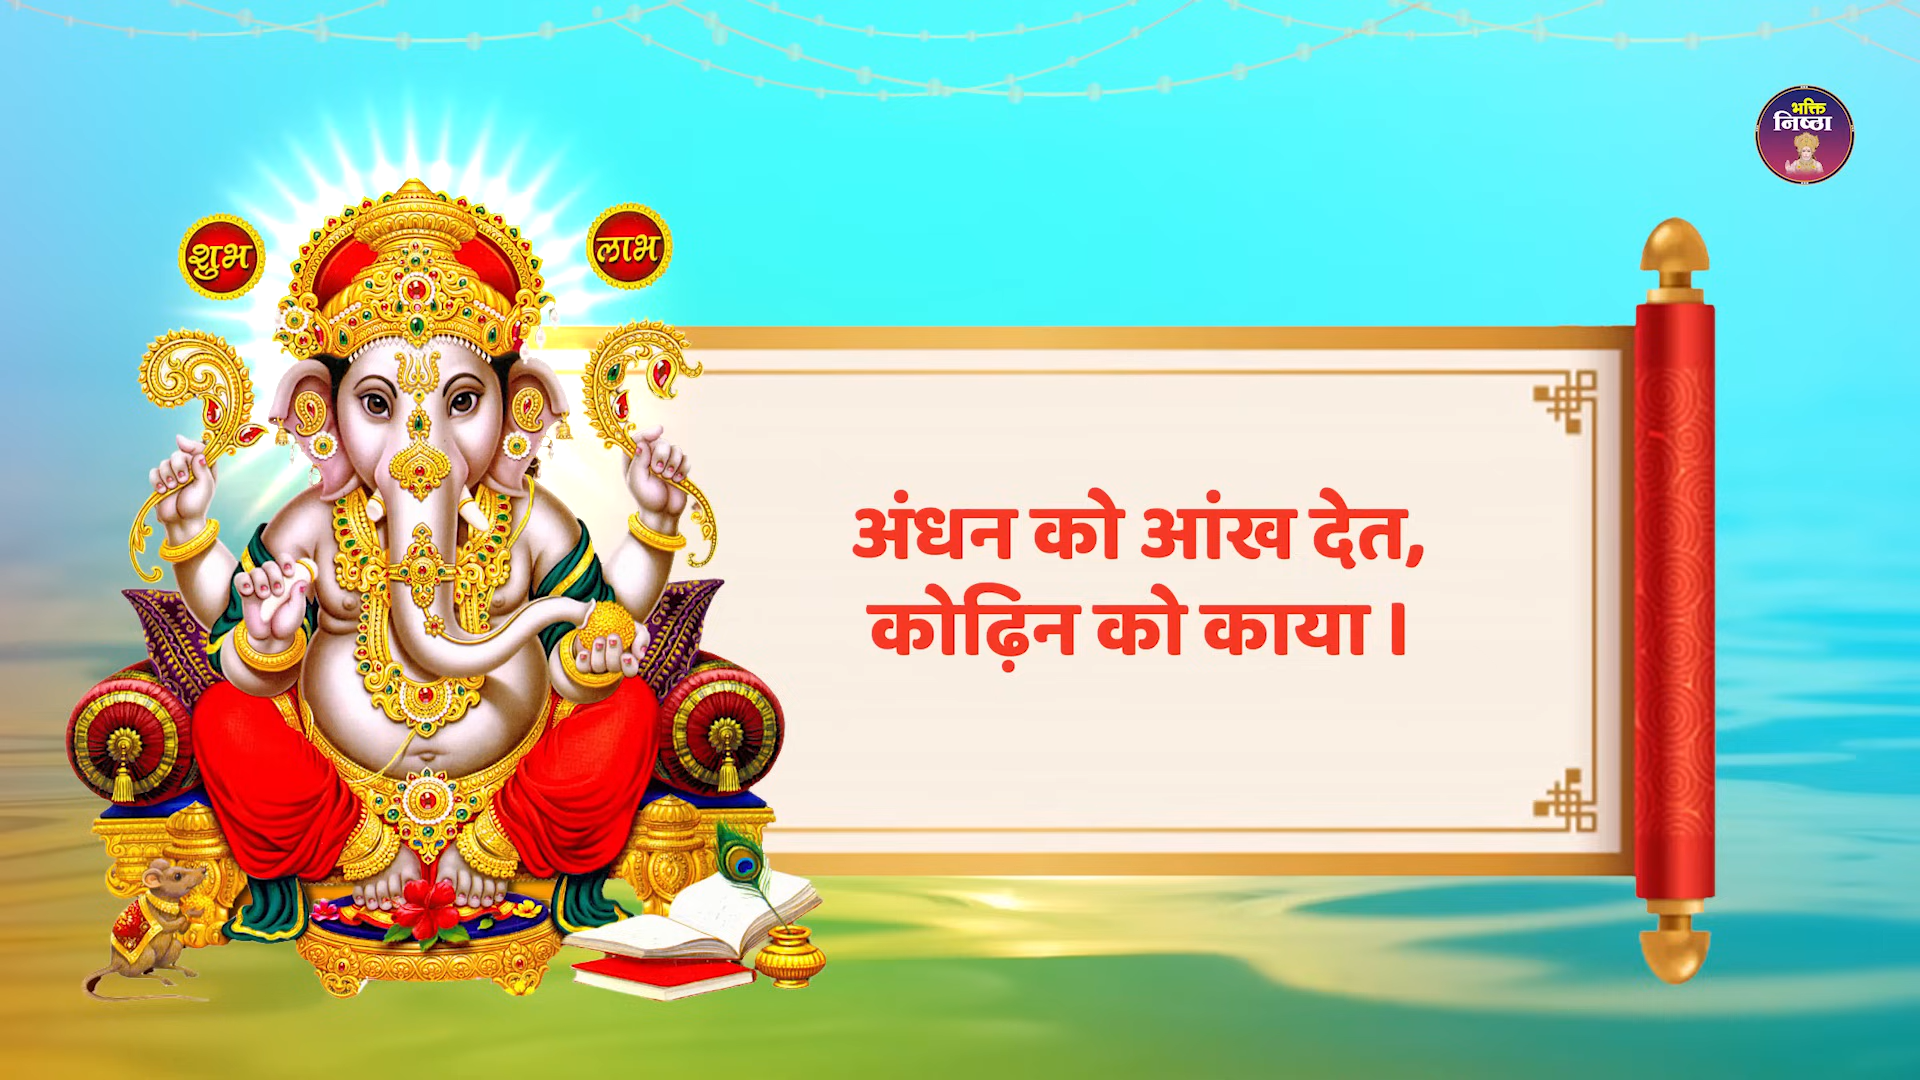 भक्ति
निष्ठा
शुभ
लाभ
अंधन को आंख देत,
कोढ़िन को काया ।